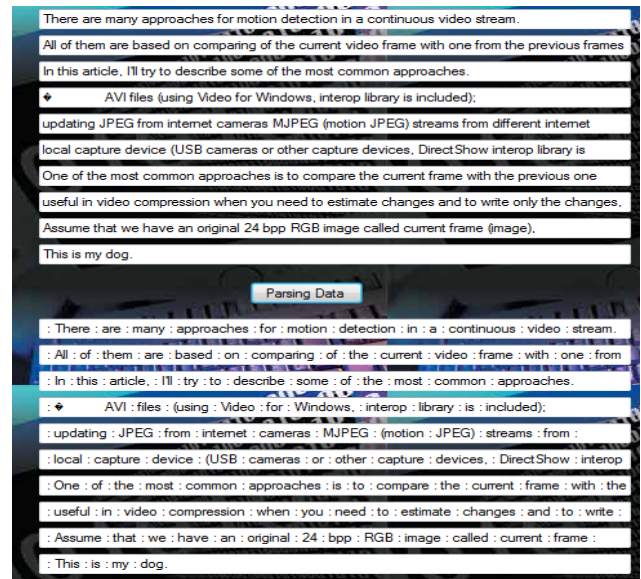 There are many approaches for motion detection in a continuous video stream.
All of them are based on comparing of the current video frame with one from the previous frames
In this article, I'll try to describe some of the most common approaches.
� AVI files (using Video for Windows, interop library is included);
updating JPEG from internet cameras MJPEG (motion JPEG) streams from different internet
local capture device (USB cameras or other capture devices, DirectShow interop library is
One of the most common approaches is to compare the current frame with the previous one
useful in video compression when you need to estimate changes and to write only the changes,
Assume that we have an original 24 bpp RGB image called current frame (image),
This is my dog.
Parsing Data
: There : are : many : approaches : for : motion : detection : in : a : continuous : video : stream.
: All : of : them : are : based : on : comparing : of : the : current : video : frame : with : one : from
: In : this : article, : I'll : try : to : describe : some : of : the : most : common : approaches.
: � AVI : files : (using : Video : for : Windows, : interop : library : is : included);
: updating : JPEG : from : internet : cameras : MJPEG : (motion : JPEG) : streams : from :
: local : capture : device : (USB : cameras : or : other : capture : devices, : DirectShow : interop
: One : of : the : most : common : approaches : is : to : compare : the : current : frame : with : the
: useful : in : video : compression : when : you : need : to : estimate : changes : and : to : write :
: Assume : that : we : have : an : original : 24 : bpp : RGB : image : called : current : frame :
: This : is : my : dog.